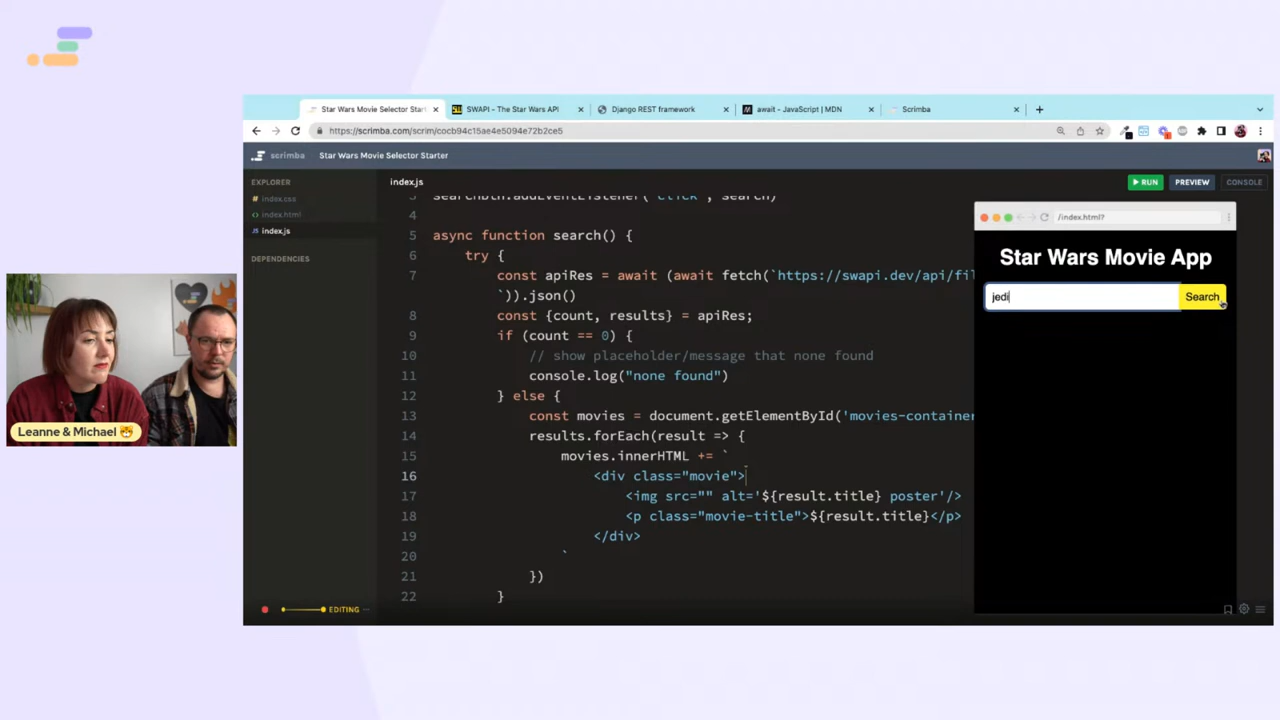 Star Wars Movie Selector Start
SWAPI - The Star Wars API
Django REST framework
await - JavaScript | MDN
Scrimba
https://scrimba.com/scrim/cocb94c15ae4e5094e72b2ce5
scrimba
Star Wars Movie Selector Starter
EXPLORER
index.css
index.html
index.js
DEPENDENCIES
EDITING
index.js
RUN
PREVIEW
CONSOLE
3 searchBtn.addEventListener('click', search)
4
5 async function search() {
6 try {
7 const apiRes = await (await fetch(`https://swapi.dev/api/fil
`)).json()
8 const {count, results} = apiRes;
9 if (count == 0) {
10 // show placeholder/message that none found
11 console.log("none found")
12 } else {
13 const movies = document.getElementById('movies-container
14 results.forEach(result => {
15 movies.innerHTML += `
16 <div class="movie">
17 <img src="" alt='${result.title} poster'/>
18 <p class="movie-title">${result.title}</p>
19 </div>
20 `
21 })
22 }
/index.html?
Star Wars Movie App
jedi
Search
Leanne & Michael